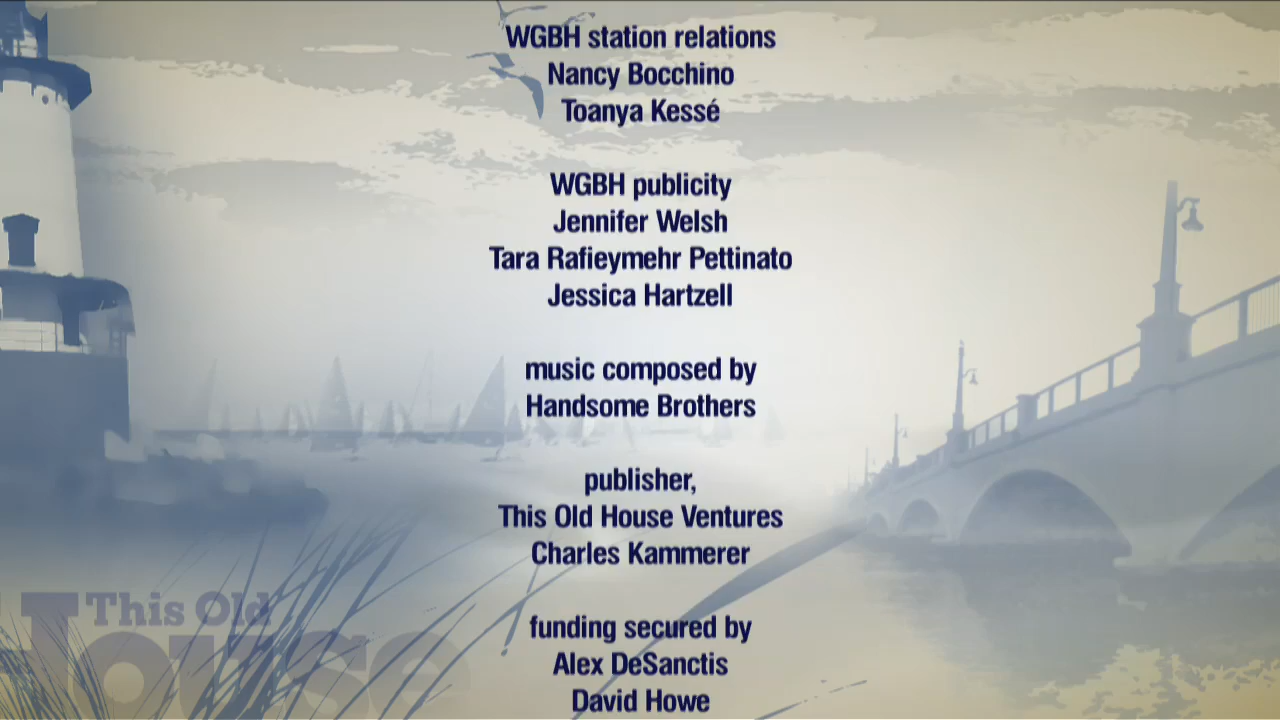 WGBH station relations
Nancy Bocchino
Toanya Kessé
WGBH publicity
Jennifer Welsh
Tara Rafieymehr Pettinato
Jessica Hartzell
music composed by
Handsome Brothers
publisher,
This Old House Ventures
Charles Kammerer
funding secured by
Alex DeSanctis
David Howe
This Old
House